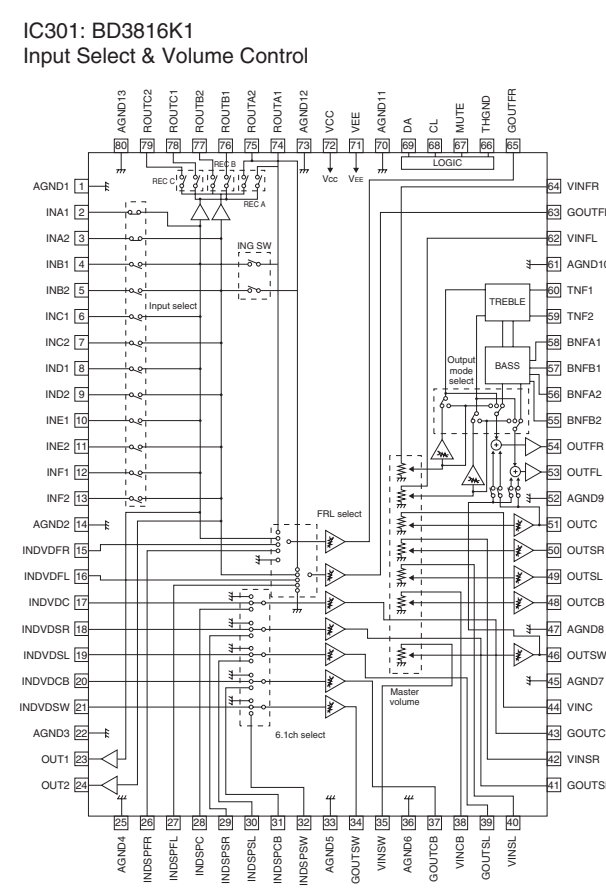 IC301: BD3816K1
Input Select & Volume Control
AGND13
ROUTC2
ROUTC1
ROUTB2
ROUTB1
ROUTA2
ROUTA1
AGND12
VCC
VEE
AGND11
DA
CL
MUTE
THGND
GOUTFR
80 79 78 77 76 75 74 73 72 71 70 69 68 67 66 65
LOGIC
REC B
REC C
REC A
Vcc
VEE
AGND1 1
INA1 2
INA2 3
INB1 4
INB2 5
INC1 6
INC2 7
IND1 8
IND2 9
INE1 10
INE2 11
INF1 12
INF2 13
AGND2 14
INDVDFR 15
INDVDFL 16
INDVDC 17
INDVDSR 18
INDVDSL 19
INDVDCB 20
INDVDSW 21
AGND3 22
OUT1 23
OUT2 24
ING SW
Input select
FRL select
6.1ch select
Master
volume
Output
mode
select
TREBLE
BASS
64 VINFR
63 GOUTF
62 VINFL
61 AGND10
60 TNF1
59 TNF2
58 BNFA1
57 BNFB1
56 BNFA2
55 BNFB2
54 OUTFR
53 OUTFL
52 AGND9
51 OUTC
50 OUTSR
49 OUTSL
48 OUTCB
47 AGND8
46 OUTSW
45 AGND7
44 VINC
43 GOUTC
42 VINSR
41 GOUTS
25 26 27 28 29 30 31 32 33 34 35 36 37 38 39 40
AGND4
INDSPFR
INDSPFL
INDSPC
INDSPSR
INDSPSL
INDSPCB
INDSPSW
AGND5
GOUTSW
VINSW
AGND6
GOUTCB
VINCB
GOUTSL
VINSL